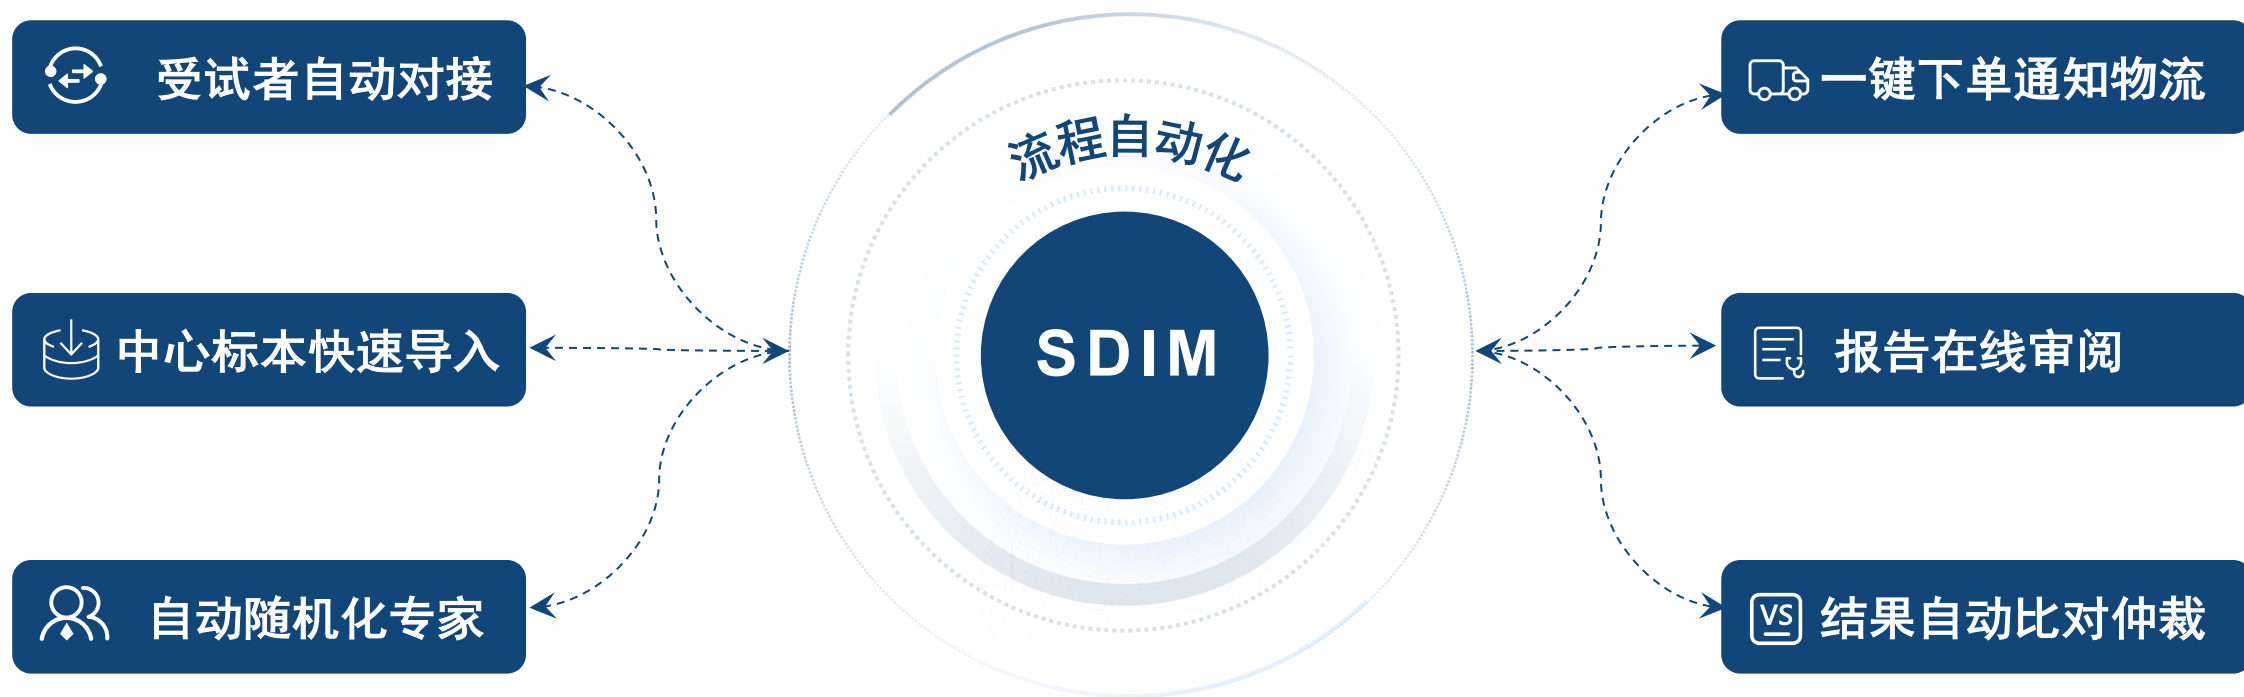 受试者自动对接
中心标本快速导入
自动随机化专家
流程自动化
SDIM
一键下单通知物流
报告在线审阅
VS
结果自动比对仲裁